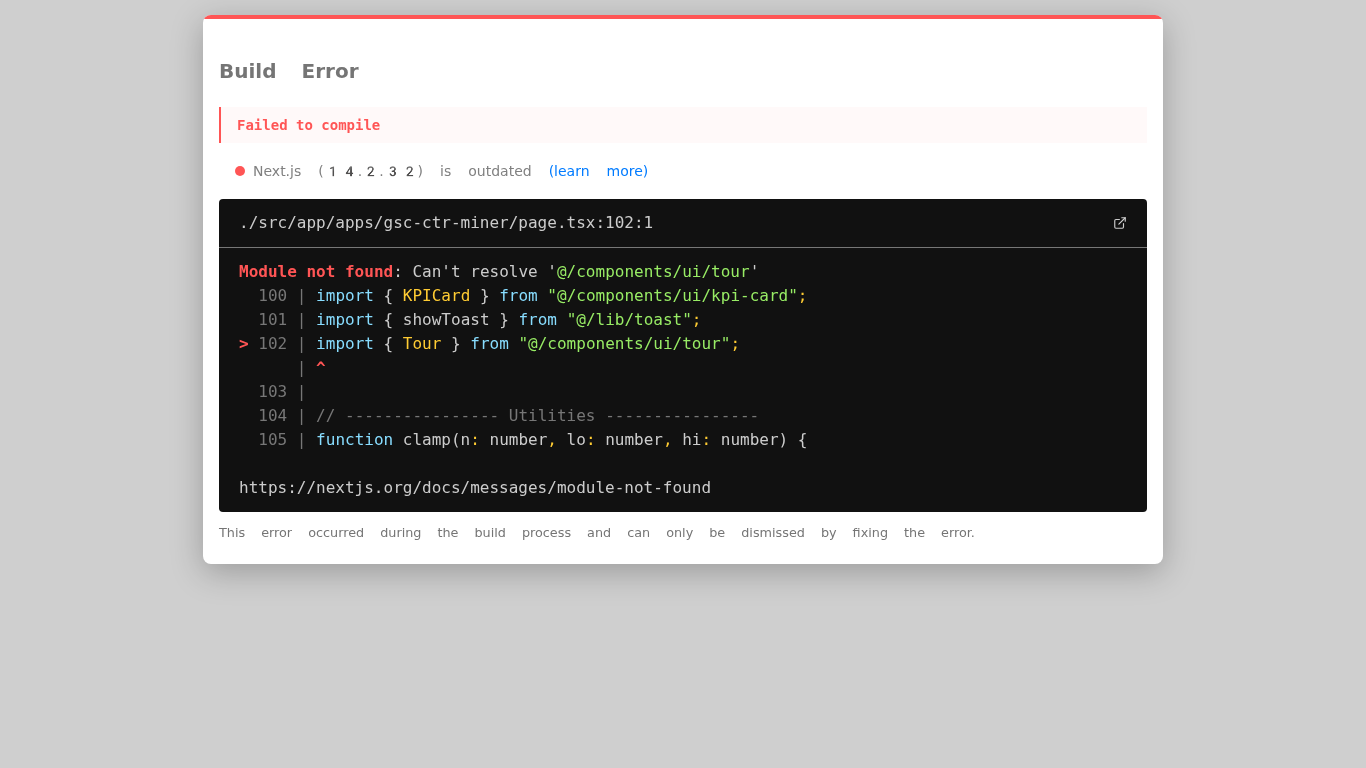 Build Error
Failed to compile
Next.js (14.2.32) is outdated (learn more)
./src/app/apps/gsc-ctr-miner/page.tsx:102:1
Module not found: Can't resolve '@/components/ui/tour'
  100 | import { KPICard } from "@/components/ui/kpi-card";
  101 | import { showToast } from "@/lib/toast";
> 102 | import { Tour } from "@/components/ui/tour";
      | ^
  103 |
  104 | // ---------------- Utilities ----------------
  105 | function clamp(n: number, lo: number, hi: number) {
https://nextjs.org/docs/messages/module-not-found
This error occurred during the build process and can only be dismissed by fixing the error.